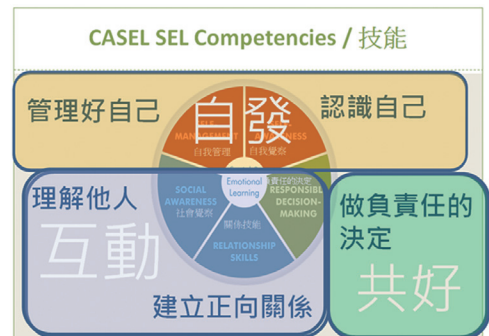 CASEL SEL Competencies / 技能
管理好自己
自發
認識自己
MANAGEMENT
自我管理
自我覺察
理解他人
互動
SOCIAL
AWARENESS
社會覺察
Emotional
Learning
責任的決定
RESPONSIBLE
DECISION-
MAKING
關係技能
RELATIONSHIP
SKILLS
建立正向關係
做負責任的
決定
共好